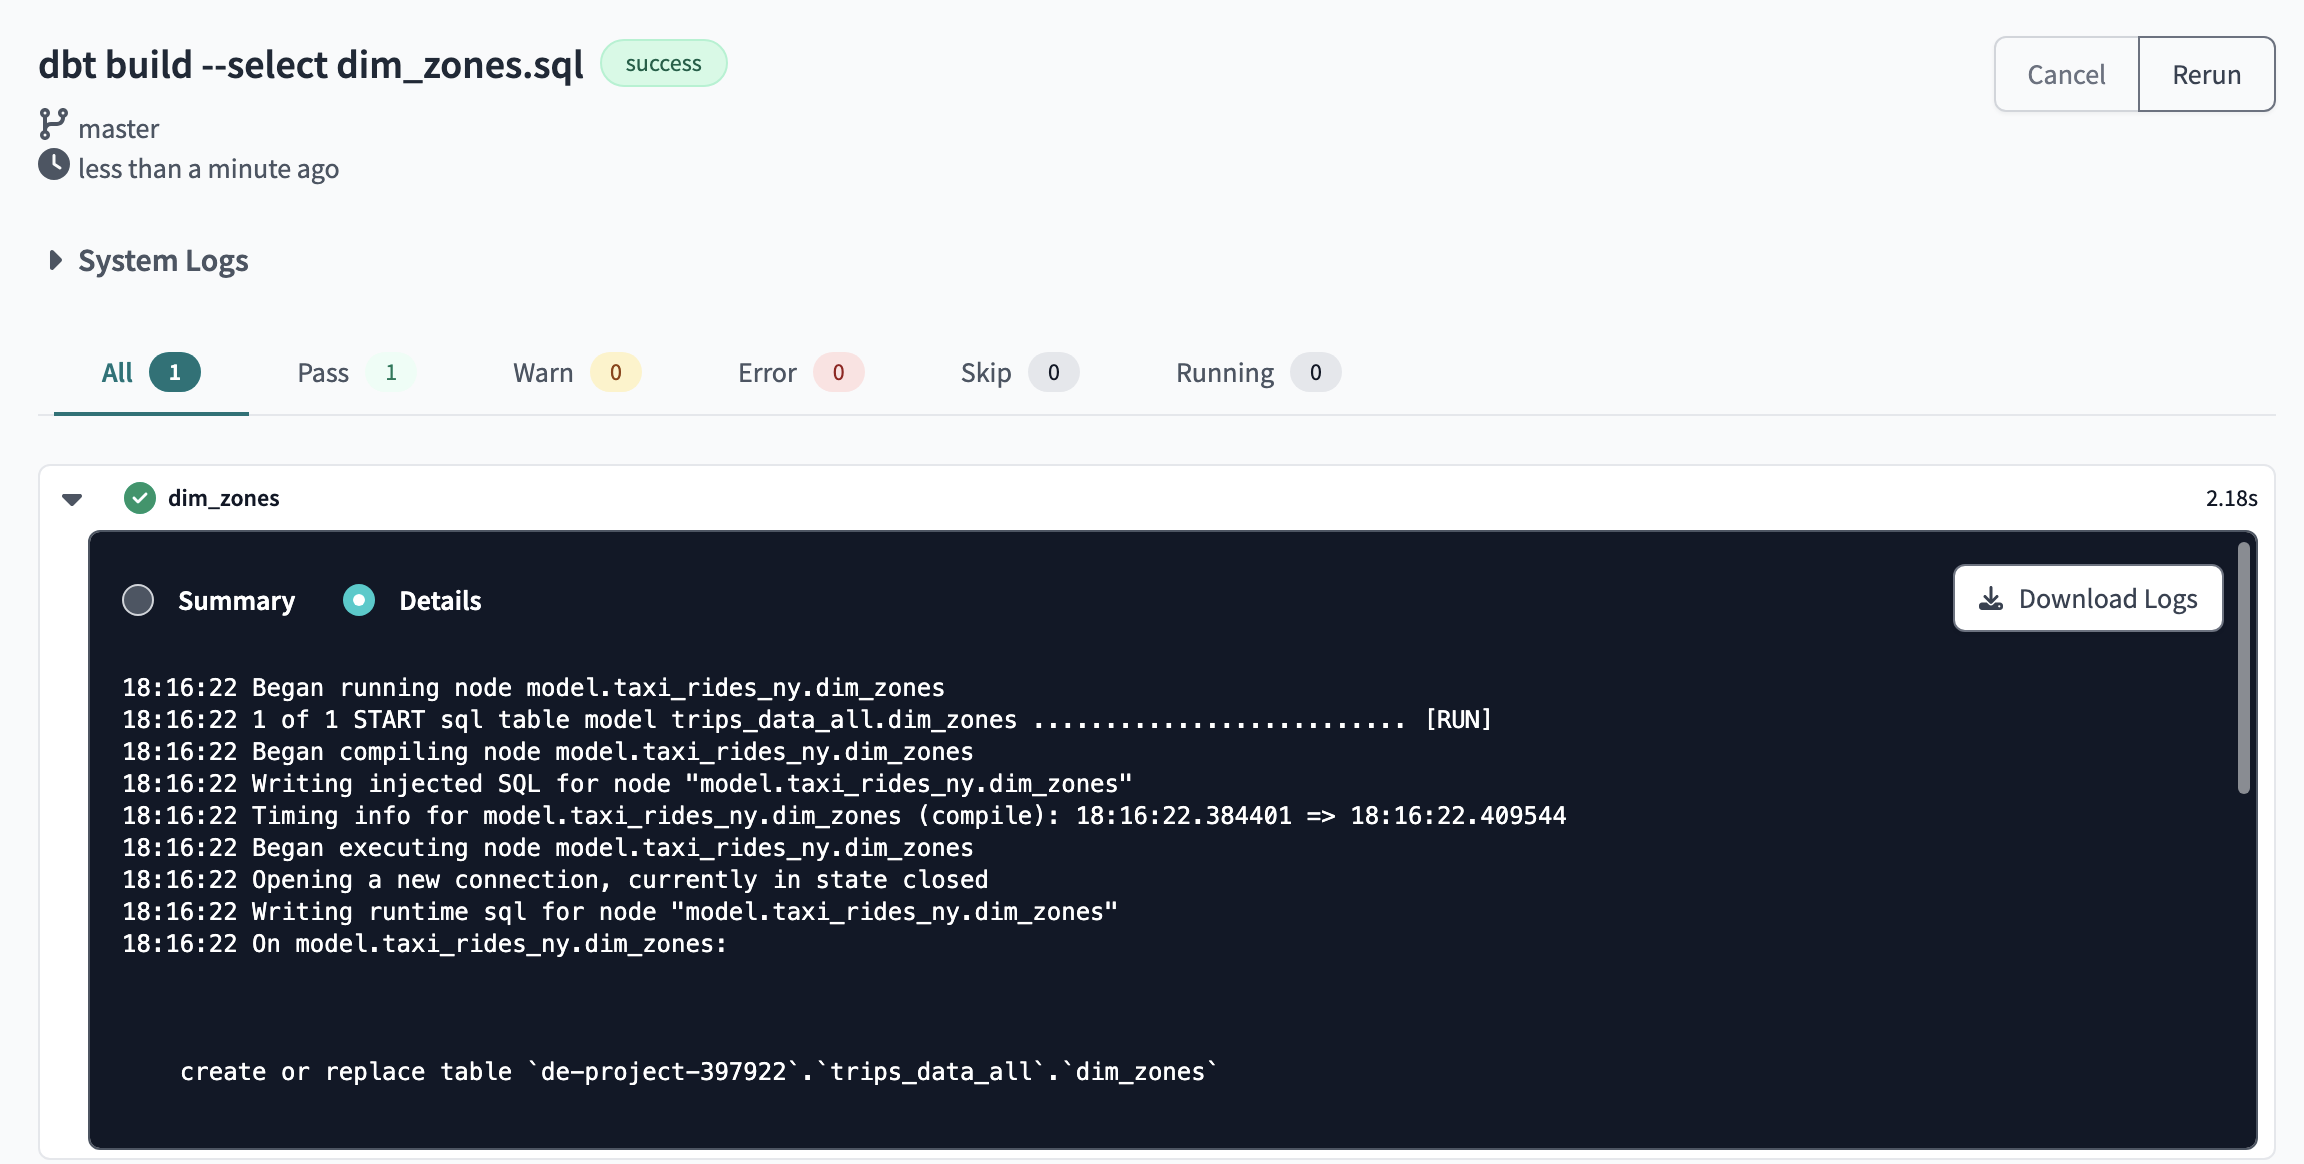 dbt build --select dim_zones.sql success
Cancel Rerun
master
less than a minute ago
System Logs
All 1 Pass 1 Warn 0 Error 0 Skip 0 Running 0
dim_zones 2.18s
Summary Details Download Logs
18:16:22 Began running node model.taxi_rides_ny.dim_zones
18:16:22 1 of 1 START sql table model trips_data_all.dim_zones .......................... [RUN]
18:16:22 Began compiling node model.taxi_rides_ny.dim_zones
18:16:22 Writing injected SQL for node "model.taxi_rides_ny.dim_zones"
18:16:22 Timing info for model.taxi_rides_ny.dim_zones (compile): 18:16:22.384401 => 18:16:22.409544
18:16:22 Began executing node model.taxi_rides_ny.dim_zones
18:16:22 Opening a new connection, currently in state closed
18:16:22 Writing runtime sql for node "model.taxi_rides_ny.dim_zones"
18:16:22 On model.taxi_rides_ny.dim_zones:
create or replace table `de-project-397922`.`trips_data_all`.`dim_zones`